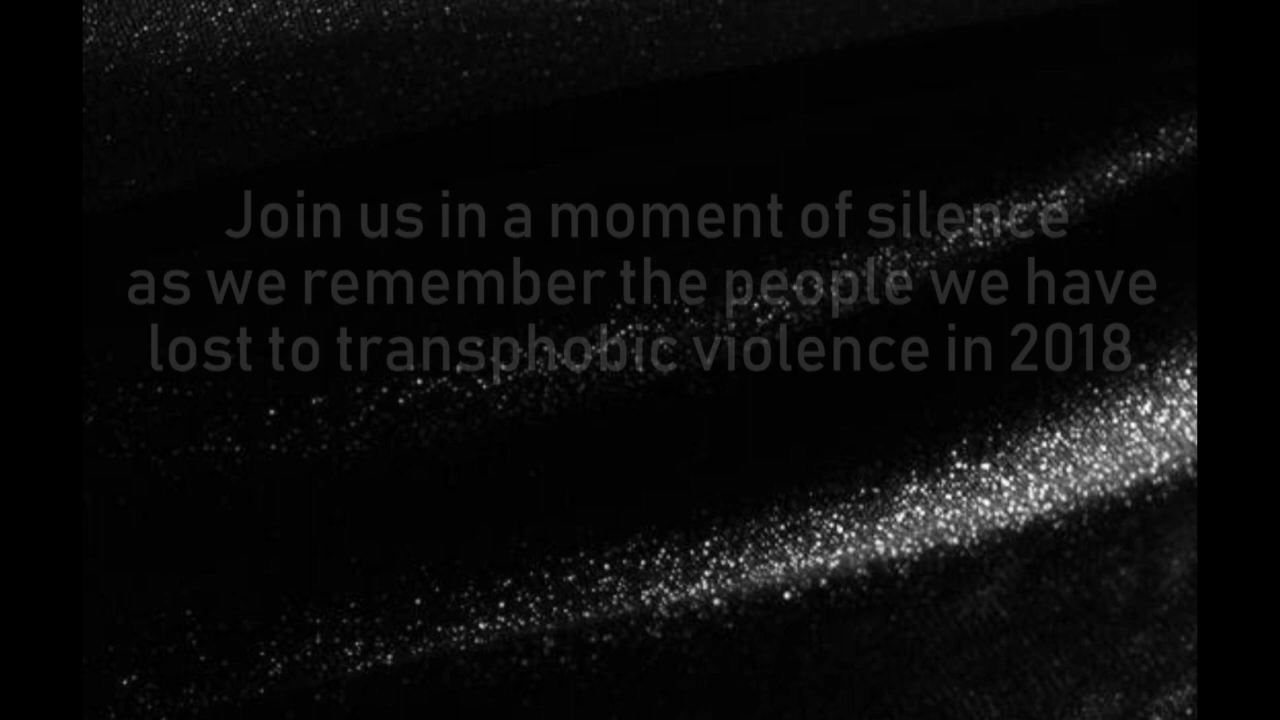 Join us in a moment of silence
as we remember the people we have
lost to transphobic violence in 2018.